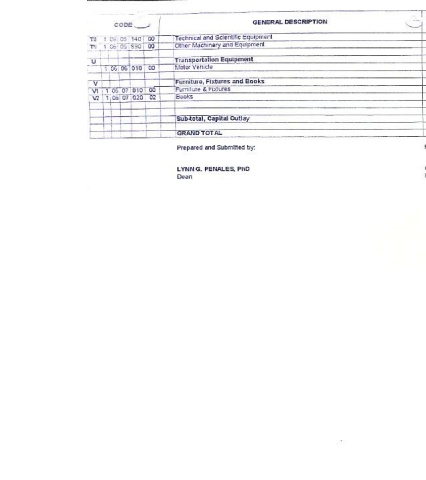 CODE GENERAL DESCRIPTION
T0 1 06 05 140 00 Technical and Scientific Equipment
T1 1 06 05 990 00 Other Machinery and Equipment
U Transportation Equipment
1 06 06 010 00 Motor Vehicle
V Furniture, Fixtures and Books
V1 1 06 07 010 00 Furniture & Fixtures
V2 1 06 07 020 02 Books
Sub-total, Capital Outlay
GRAND TOTAL
Prepared and Submitted by:
LYNN G. PENALES, PhD
Dean